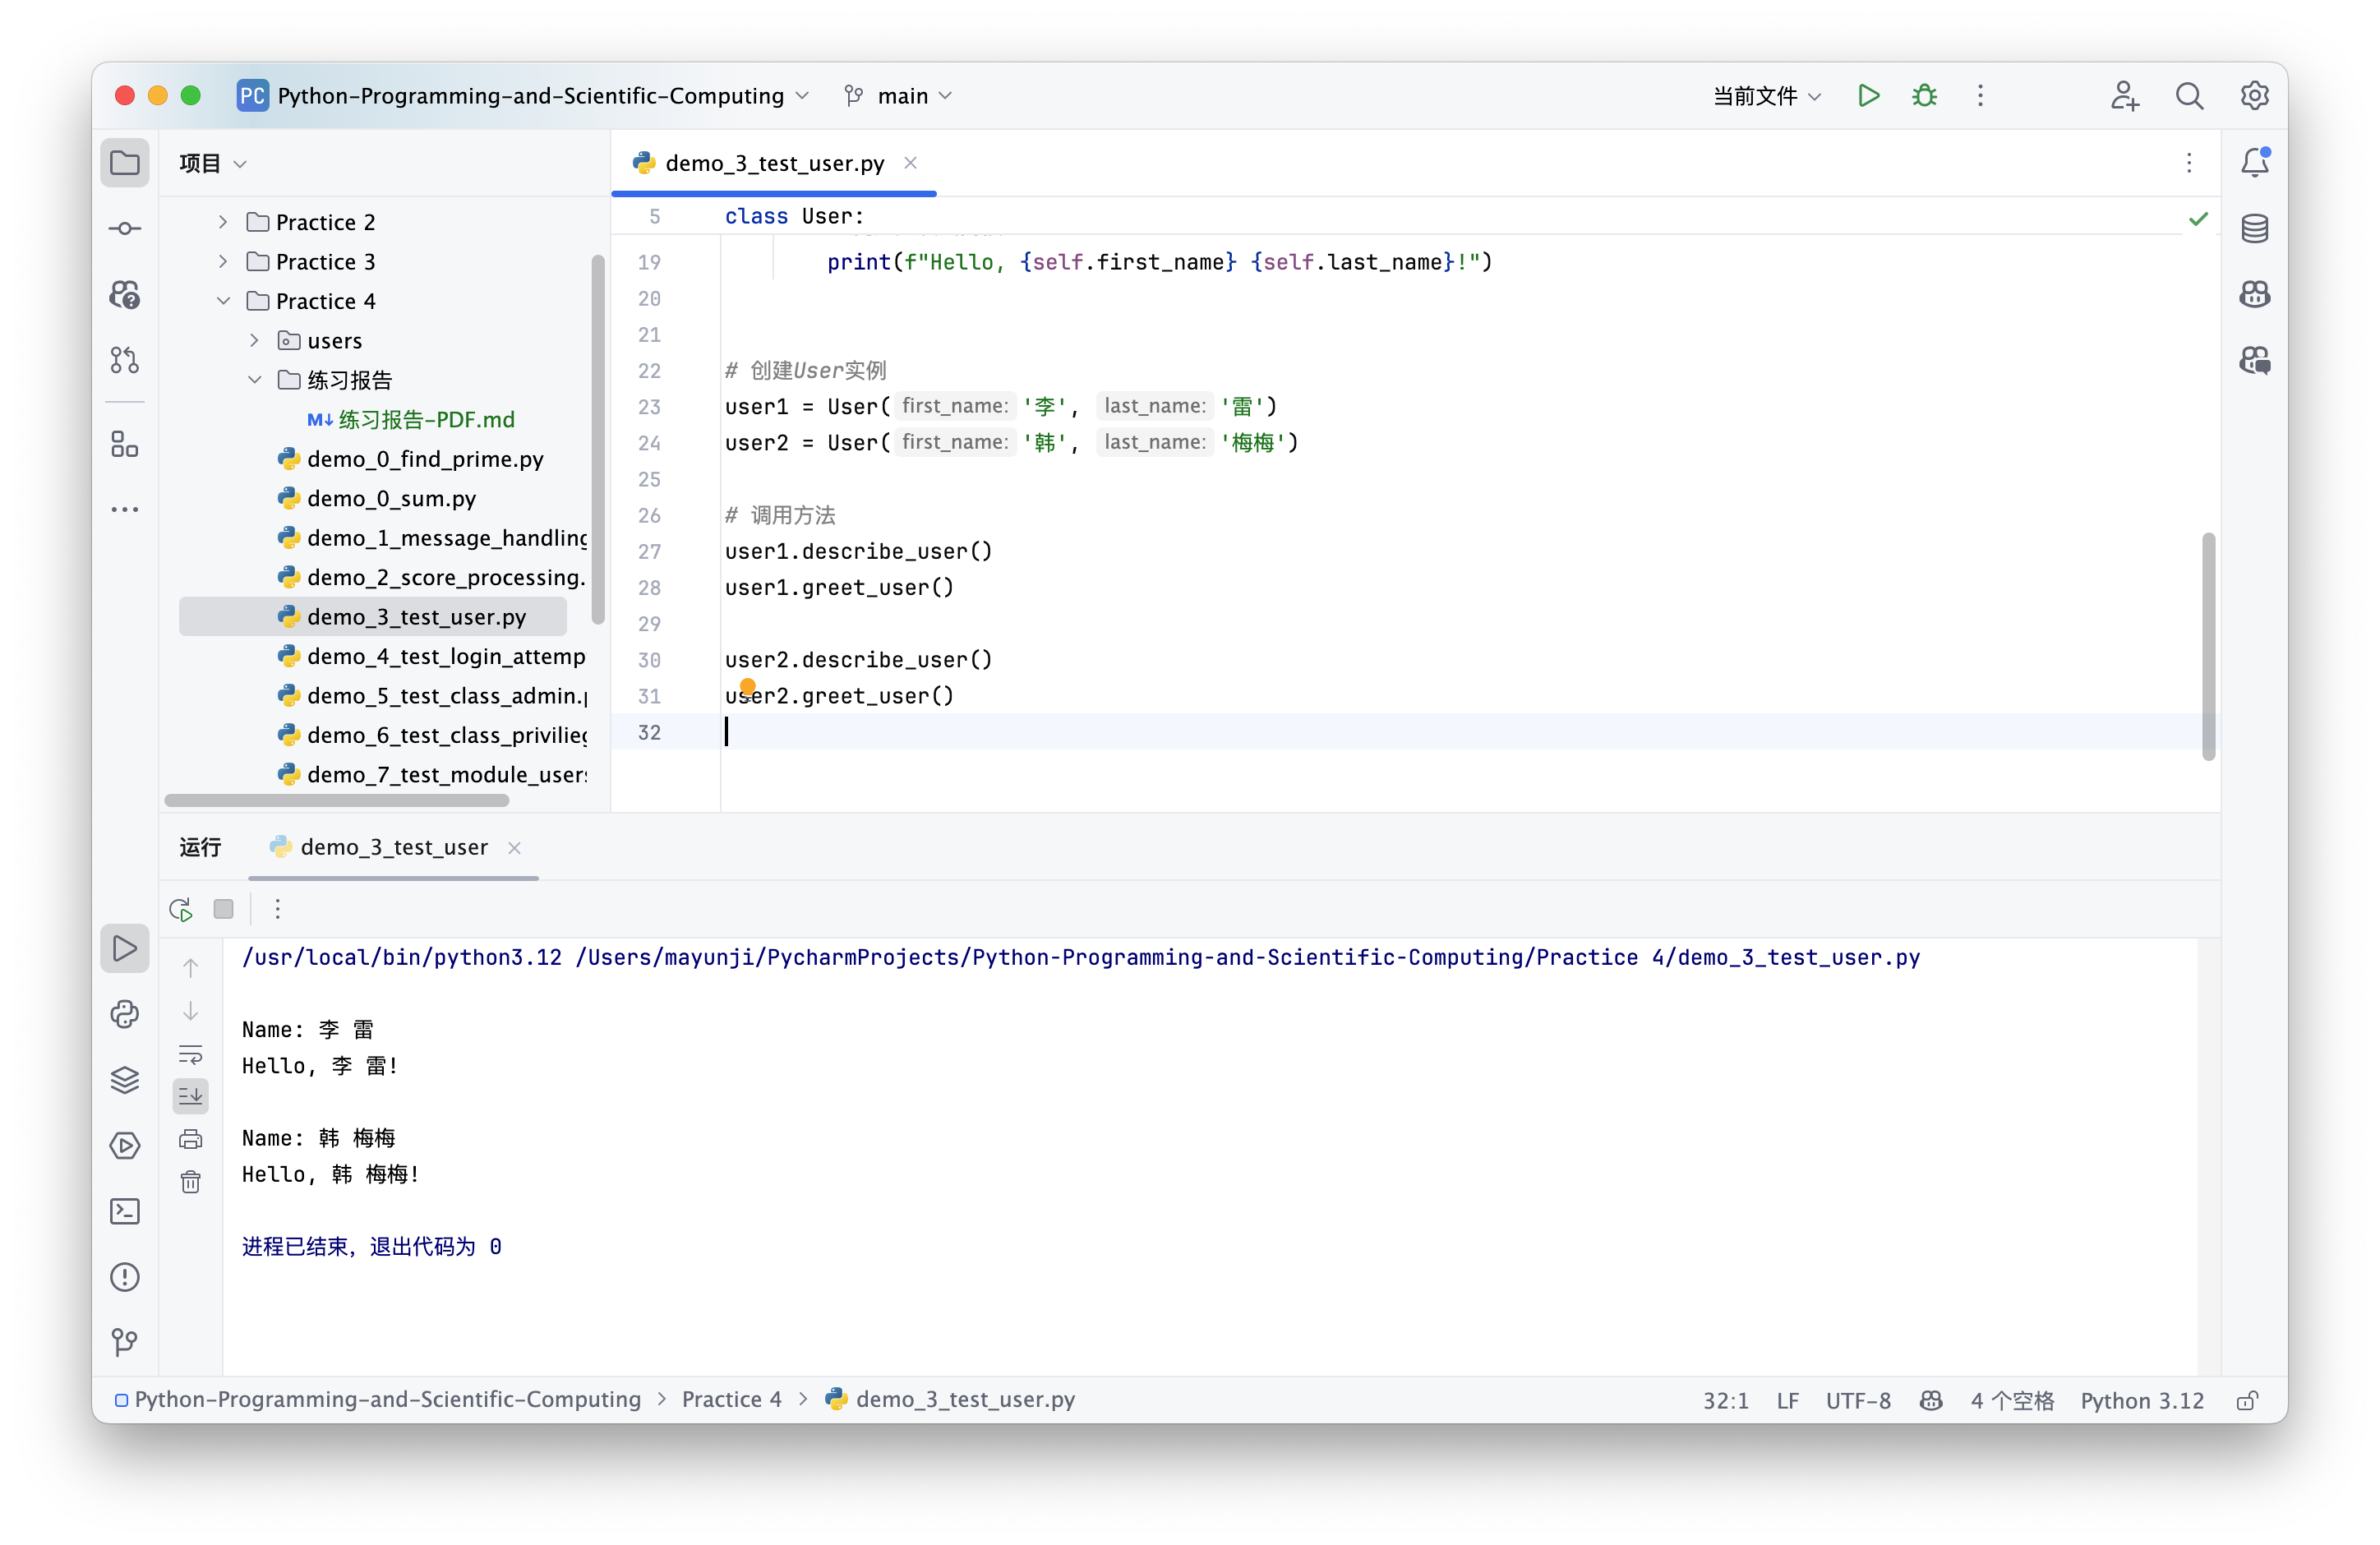 PC Python-Programming-and-Scientific-Computing main 当前文件
项目
Practice 2
Practice 3
Practice 4
users
练习报告
M↓ 练习报告-PDF.md
demo_0_find_prime.py
demo_0_sum.py
demo_1_message_handling
demo_2_score_processing.
demo_3_test_user.py
demo_4_test_login_attemp
demo_5_test_class_admin.p
demo_6_test_class_privilieg
demo_7_test_module_users
demo_3_test_user.py
5 class User:
19 print(f"Hello, {self.first_name} {self.last_name}!")
20
21
22 # 创建User实例
23 user1 = User( first_name: '李', last_name: '雷')
24 user2 = User( first_name: '韩', last_name: '梅梅')
25
26 # 调用方法
27 user1.describe_user()
28 user1.greet_user()
29
30 user2.describe_user()
31 user2.greet_user()
32
运行 demo_3_test_user
/usr/local/bin/python3.12 /Users/mayunji/PycharmProjects/Python-Programming-and-Scientific-Computing/Practice 4/demo_3_test_user.py
Name: 李 雷
Hello, 李 雷!
Name: 韩 梅梅
Hello, 韩 梅梅!
进程已结束，退出代码为 0
Python-Programming-and-Scientific-Computing > Practice 4 > demo_3_test_user.py 32:1 LF UTF-8 4 个空格 Python 3.12